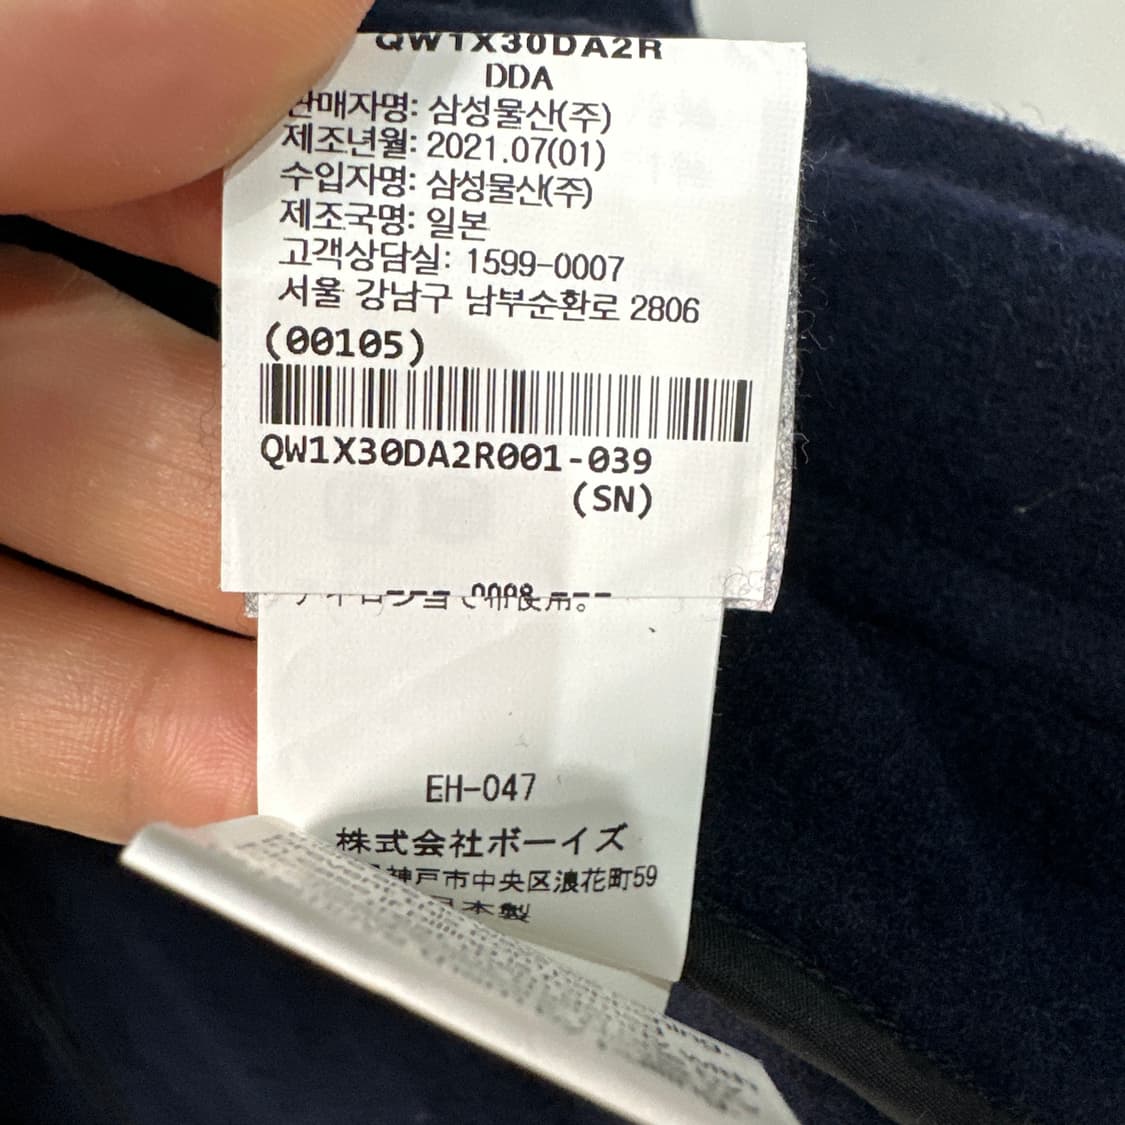 QW1X30DA2R
DDA
판매자명: 삼성물산(주)
제조년월: 2021.07(01)
수입자명: 삼성물산(주)
제조국명: 일본
고객상담실: 1599-0007
서울 강남구 남부순환로 2806
(00105)
QW1X30DA2R001-039
(SN)
EH-047
株式会社ボーイズ
神戸市中央区浪花町59
日本製